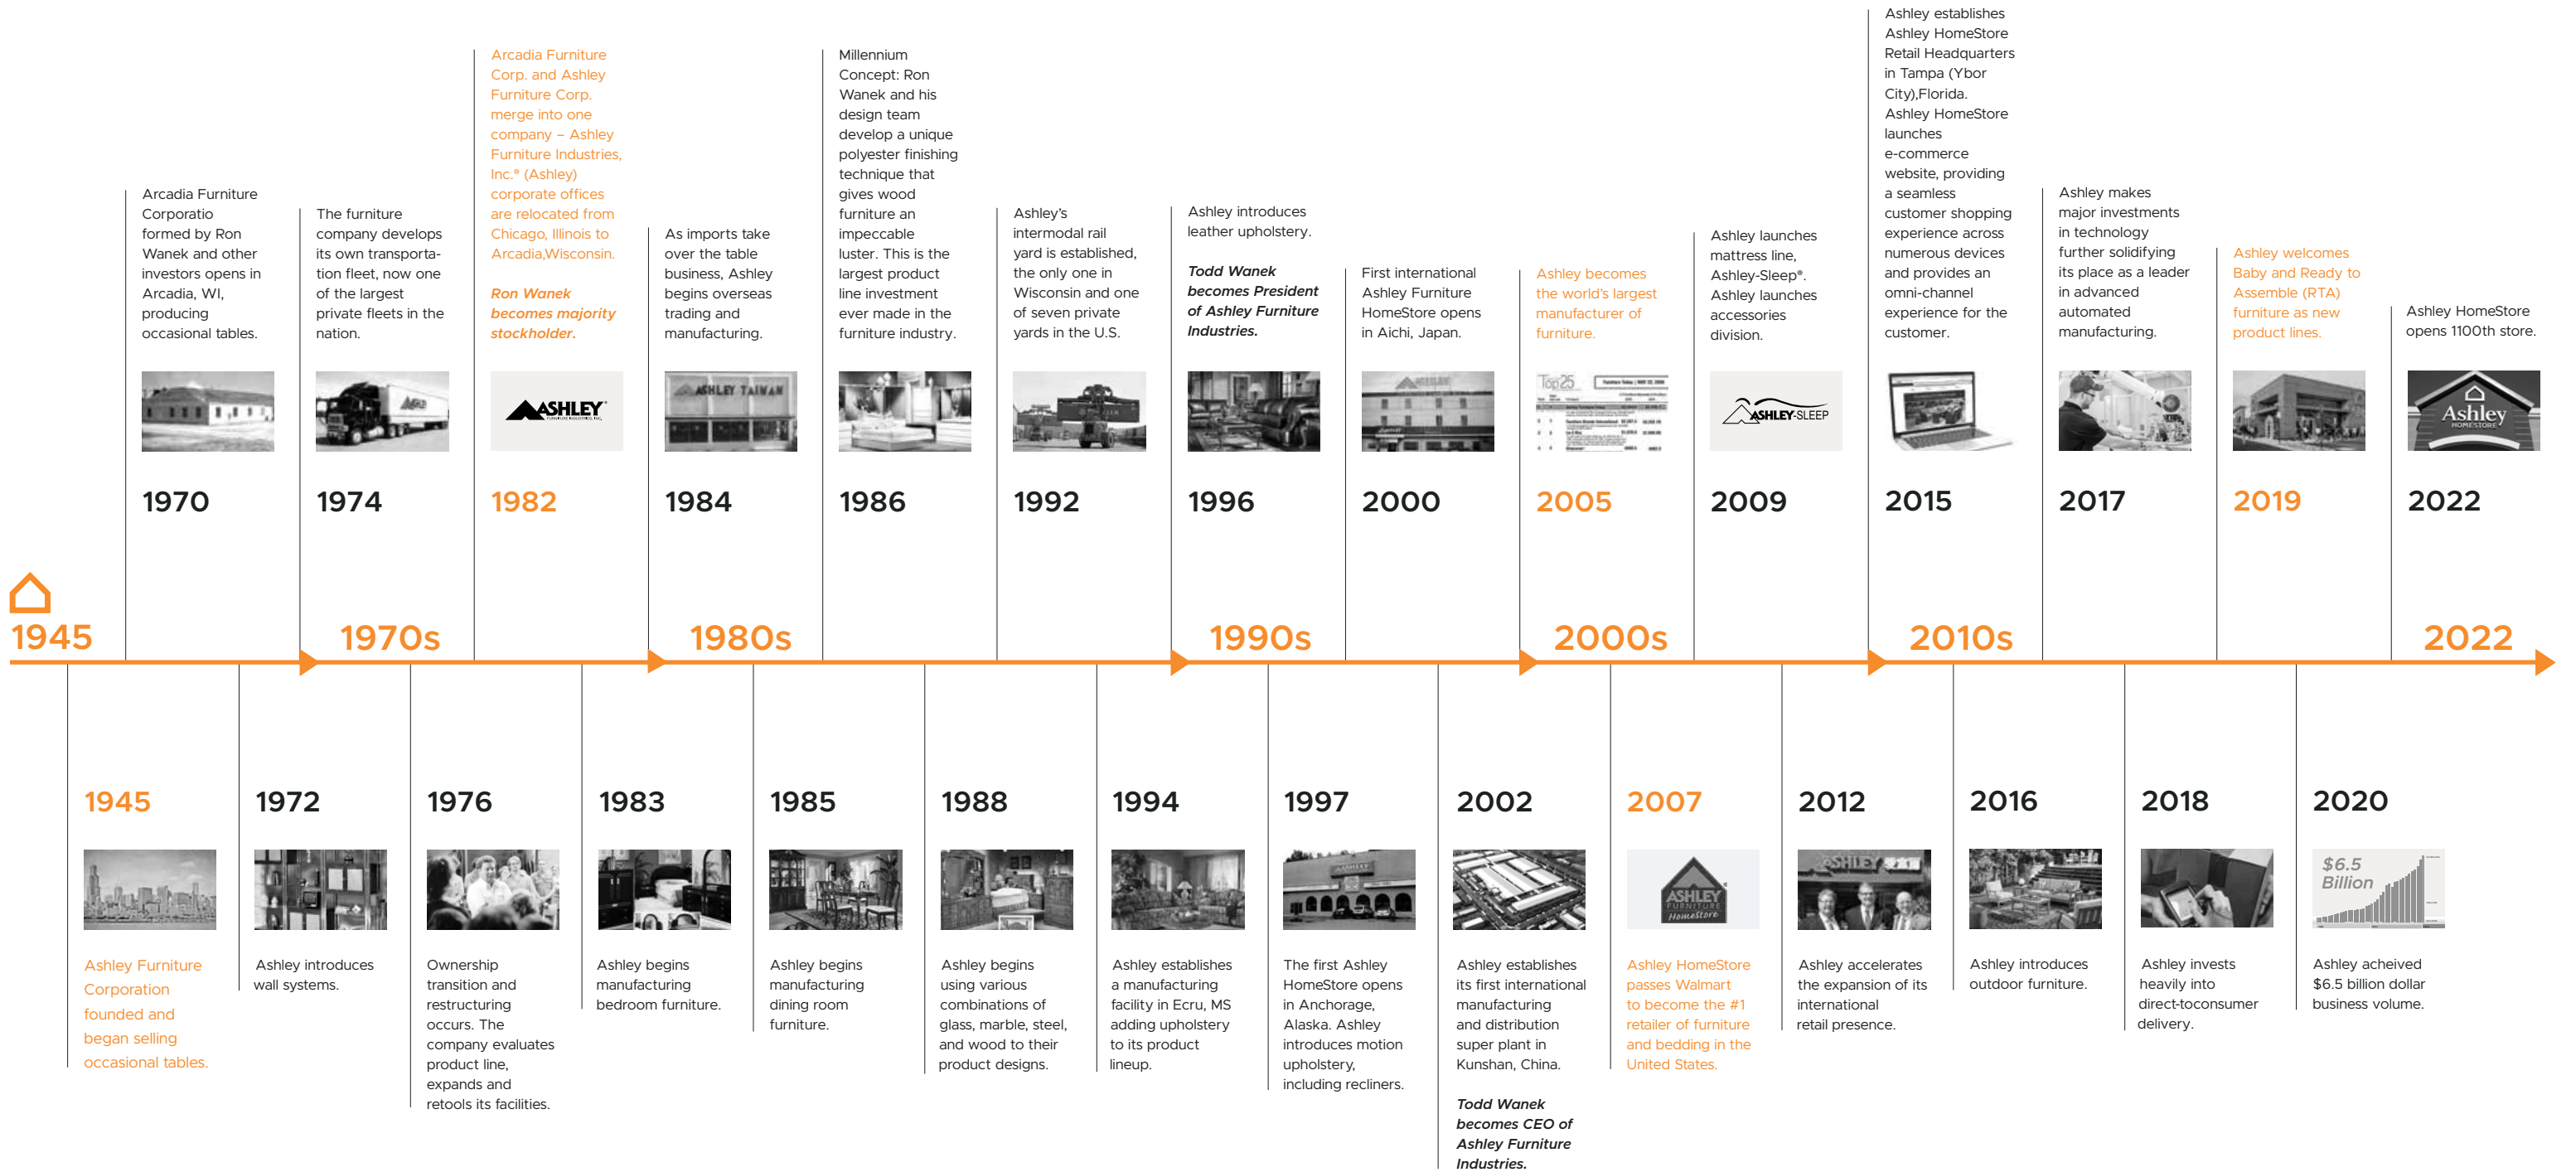 Arcadia Furniture
Corporatio
formed by Ron
Wanek and other
investors opens in
Arcadia, WI,
producing
occasional tables.
1970
The furniture
company develops
its own transporta-
tion fleet, now one
of the largest
private fleets in the
nation.
ASHLEY
1974
Arcadia Furniture
Corp. and Ashley
Furniture Corp.
merge into one
company – Ashley
Furniture Industries,
Inc.® (Ashley)
corporate offices
are relocated from
Chicago, Illinois to
Arcadia,Wisconsin.
Ron Wanek
becomes majority
stockholder.
ASHLEY®
FURNITURE INDUSTRIES, INC.
1982
As imports take
over the table
business, Ashley
begins overseas
trading and
manufacturing.
ASHLEY TAIWAN
1984
Millennium
Concept: Ron
Wanek and his
design team
develop a unique
polyester finishing
technique that
gives wood
furniture an
impeccable
luster. This is the
largest product
line investment
ever made in the
furniture industry.
1986
Ashley’s
intermodal rail
yard is established,
the only one in
Wisconsin and one
of seven private
yards in the U.S.
1992
Ashley introduces
leather upholstery.
Todd Wanek
becomes President
of Ashley Furniture
Industries.
1996
First international
Ashley Furniture
HomeStore opens
in Aichi, Japan.
2000
Ashley becomes
the world’s largest
manufacturer of
furniture.
Top 25
2005
Ashley launches
mattress line,
Ashley-Sleep®.
Ashley launches
accessories
division.
ASHLEY-SLEEP
2009
Ashley establishes
Ashley HomeStore
Retail Headquarters
in Tampa (Ybor
City),Florida.
Ashley HomeStore
launches
e-commerce
website, providing
a seamless
customer shopping
experience across
numerous devices
and provides an
omni-channel
experience for the
customer.
2015
Ashley makes
major investments
in technology
further solidifying
its place as a leader
in advanced
automated
manufacturing.
2017
Ashley welcomes
Baby and Ready to
Assemble (RTA)
furniture as new
product lines.
2019
Ashley HomeStore
opens 1100th store.
Ashley
HOMESTORE
2022
1945
1970s
1980s
1990s
2000s
2010s
2022
1945
Ashley Furniture
Corporation
founded and
began selling
occasional tables.
1972
Ashley introduces
wall systems.
1976
Ownership
transition and
restructuring
occurs. The
company evaluates
product line,
expands and
retools its facilities.
1983
Ashley begins
manufacturing
bedroom furniture.
1985
Ashley begins
manufacturing
dining room
furniture.
1988
Ashley begins
using various
combinations of
glass, marble, steel,
and wood to their
product designs.
1994
Ashley establishes
a manufacturing
facility in Ecru, MS
adding upholstery
to its product
lineup.
1997
ASHLEY
The first Ashley
HomeStore opens
in Anchorage,
Alaska. Ashley
introduces motion
upholstery,
including recliners.
2002
Ashley establishes
its first international
manufacturing
and distribution
super plant in
Kunshan, China.
Todd Wanek
becomes CEO of
Ashley Furniture
Industries.
2007
ASHLEY®
FURNITURE
HomeStore
Ashley HomeStore
passes Walmart
to become the #1
retailer of furniture
and bedding in the
United States.
2012
ASHLEY
Ashley accelerates
the expansion of its
international
retail presence.
2016
Ashley introduces
outdoor furniture.
2018
Ashley invests
heavily into
direct-toconsumer
delivery.
2020
$6.5
Billion
Ashley acheived
$6.5 billion dollar
business volume.